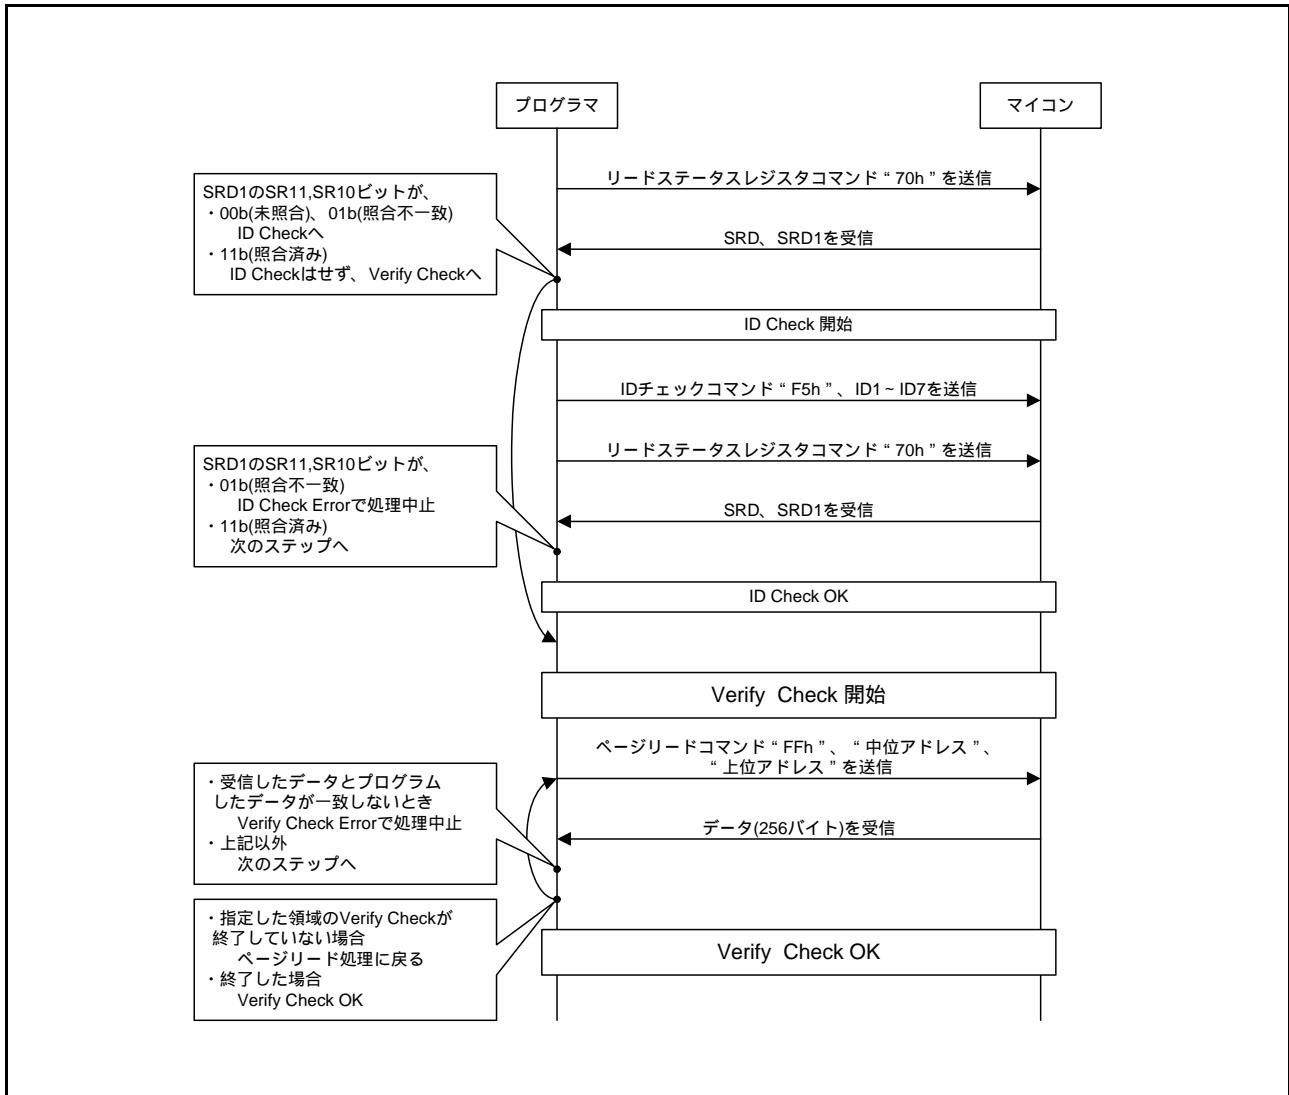 プログラマ
マイコン
リードステータスレジスタコマンド“ 70h ” を送信
SRD1のSR11,SR10ビットが、
・00b(未照合)、01b(照合不一致)
ID Checkへ
・11b(照合済み)
ID Checkはせず、Verify Checkへ
SRD、SRD1を受信
ID Check 開始
IDチェックコマンド“ F5h ” 、ID1 ~ ID7を送信
リードステータスレジスタコマンド“ 70h ” を送信
SRD1のSR11,SR10ビットが、
・01b(照合不一致)
ID Check Errorで処理中止
・11b(照合済み)
次のステップへ
SRD、SRD1を受信
ID Check OK
Verify Check 開始
ページリードコマンド“ FFh ” 、“ 中位アドレス ” 、
“ 上位アドレス ” を送信
・受信したデータとプログラム
したデータが一致しないとき
Verify Check Errorで処理中止
・上記以外
次のステップへ
データ(256バイト)を受信
・指定した領域のVerify Checkが
終了していない場合
ページリード処理に戻る
・終了した場合
Verify Check OK
Verify Check OK